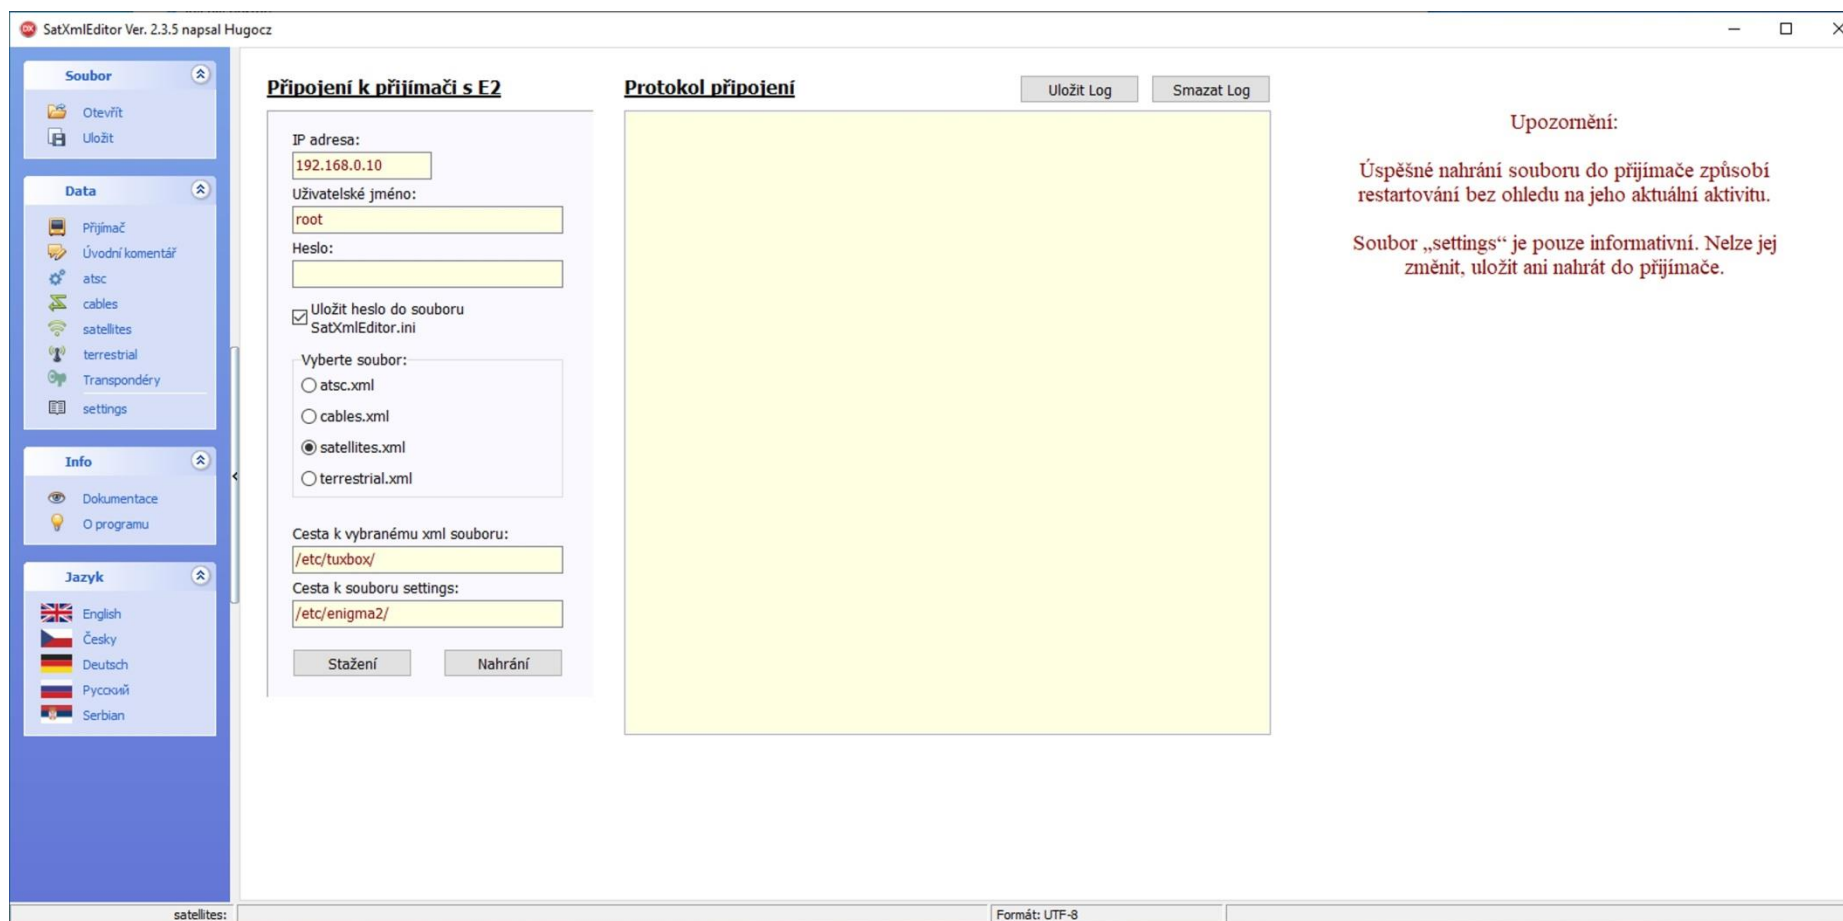 SatXmlEditor Ver. 2.3.5 napsal Hugocz
Soubor
Otevřít
Uložit
Data
Přijímač
Úvodní komentář
atsc
cables
satellites
terrestrial
Transpondéry
settings
Info
Dokumentace
O programu
Jazyk
English
Česky
Deutsch
Русский
Serbian
Připojení k přijímači s E2
IP adresa:
192.168.0.10
Uživatelské jméno:
root
Heslo:
Uložit heslo do souboru
SatXmlEditor.ini
Vyberte soubor:
atsc.xml
cables.xml
satellites.xml
terrestrial.xml
Cesta k vybranému xml souboru:
/etc/tuxbox/
Cesta k souboru settings:
/etc/enigma2/
Stažení
Nahrání
Protokol připojení
Uložit Log
Smazat Log
Upozornění:
Úspěšné nahrání souboru do přijímače způsobí
restartování bez ohledu na jeho aktuální aktivitu.
Soubor „settings“ je pouze informativní. Nelze jej
změnit, uložit ani nahrát do přijímače.
satellites:
Formát: UTF-8